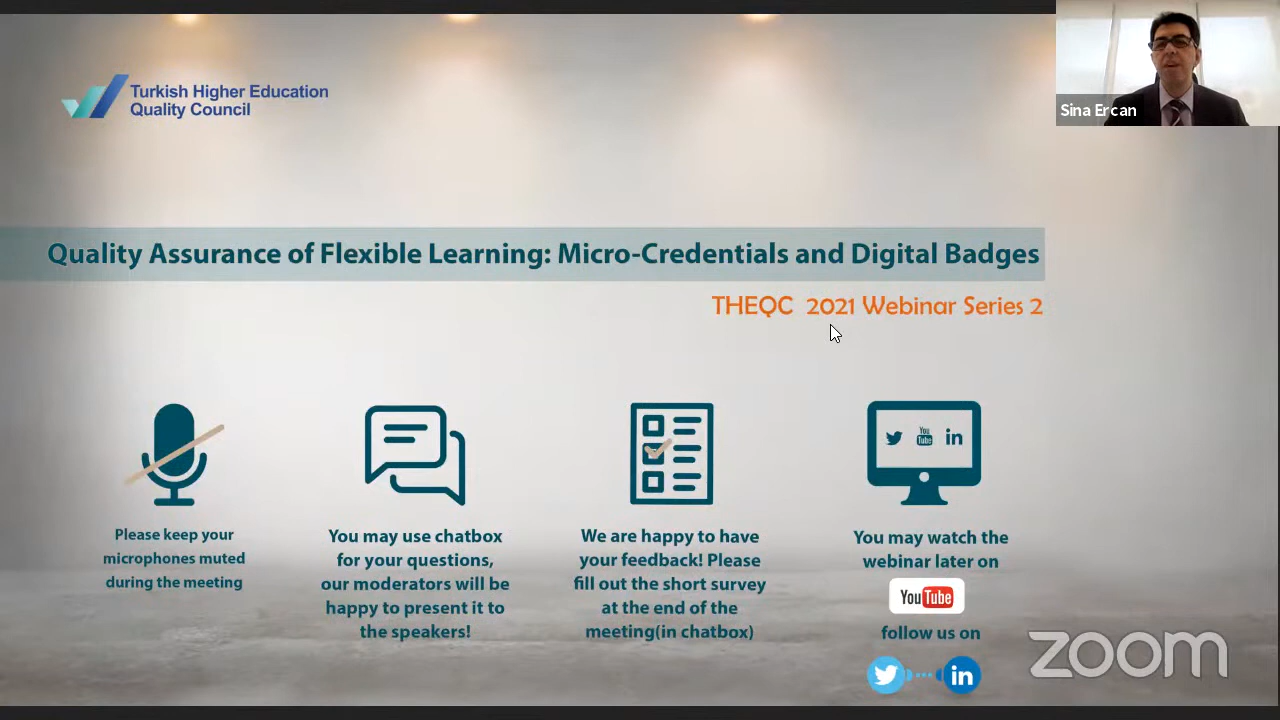 Turkish Higher Education
Quality Council
Sina Ercan
Quality Assurance of Flexible Learning: Micro-Credentials and Digital Badges
THEQC 2021 Webinar Series 2
Please keep your
microphones muted
during the meeting
You may use chatbox
for your questions,
our moderators will be
happy to present it to
the speakers!
We are happy to have
your feedback! Please
fill out the short survey
at the end of the
meeting(in chatbox)
You Tube
in
You may watch the
webinar later on
YouTube
follow us on
in
zoom